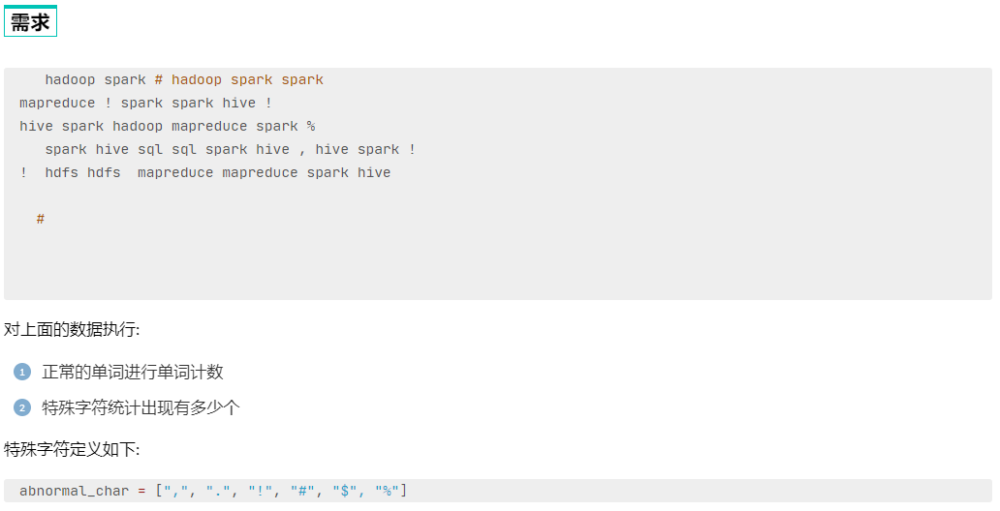 需求
   hadoop spark # hadoop spark spark
mapreduce ! spark spark hive !
hive spark hadoop mapreduce spark %
   spark hive sql sql spark hive , hive spark !
!  hdfs hdfs  mapreduce mapreduce spark hive
  #
对上面的数据执行:
1 正常的单词进行单词计数
2 特殊字符统计出现有多少个
特殊字符定义如下:
abnormal_char = [",", ".", "!", "#", "$", "%"]